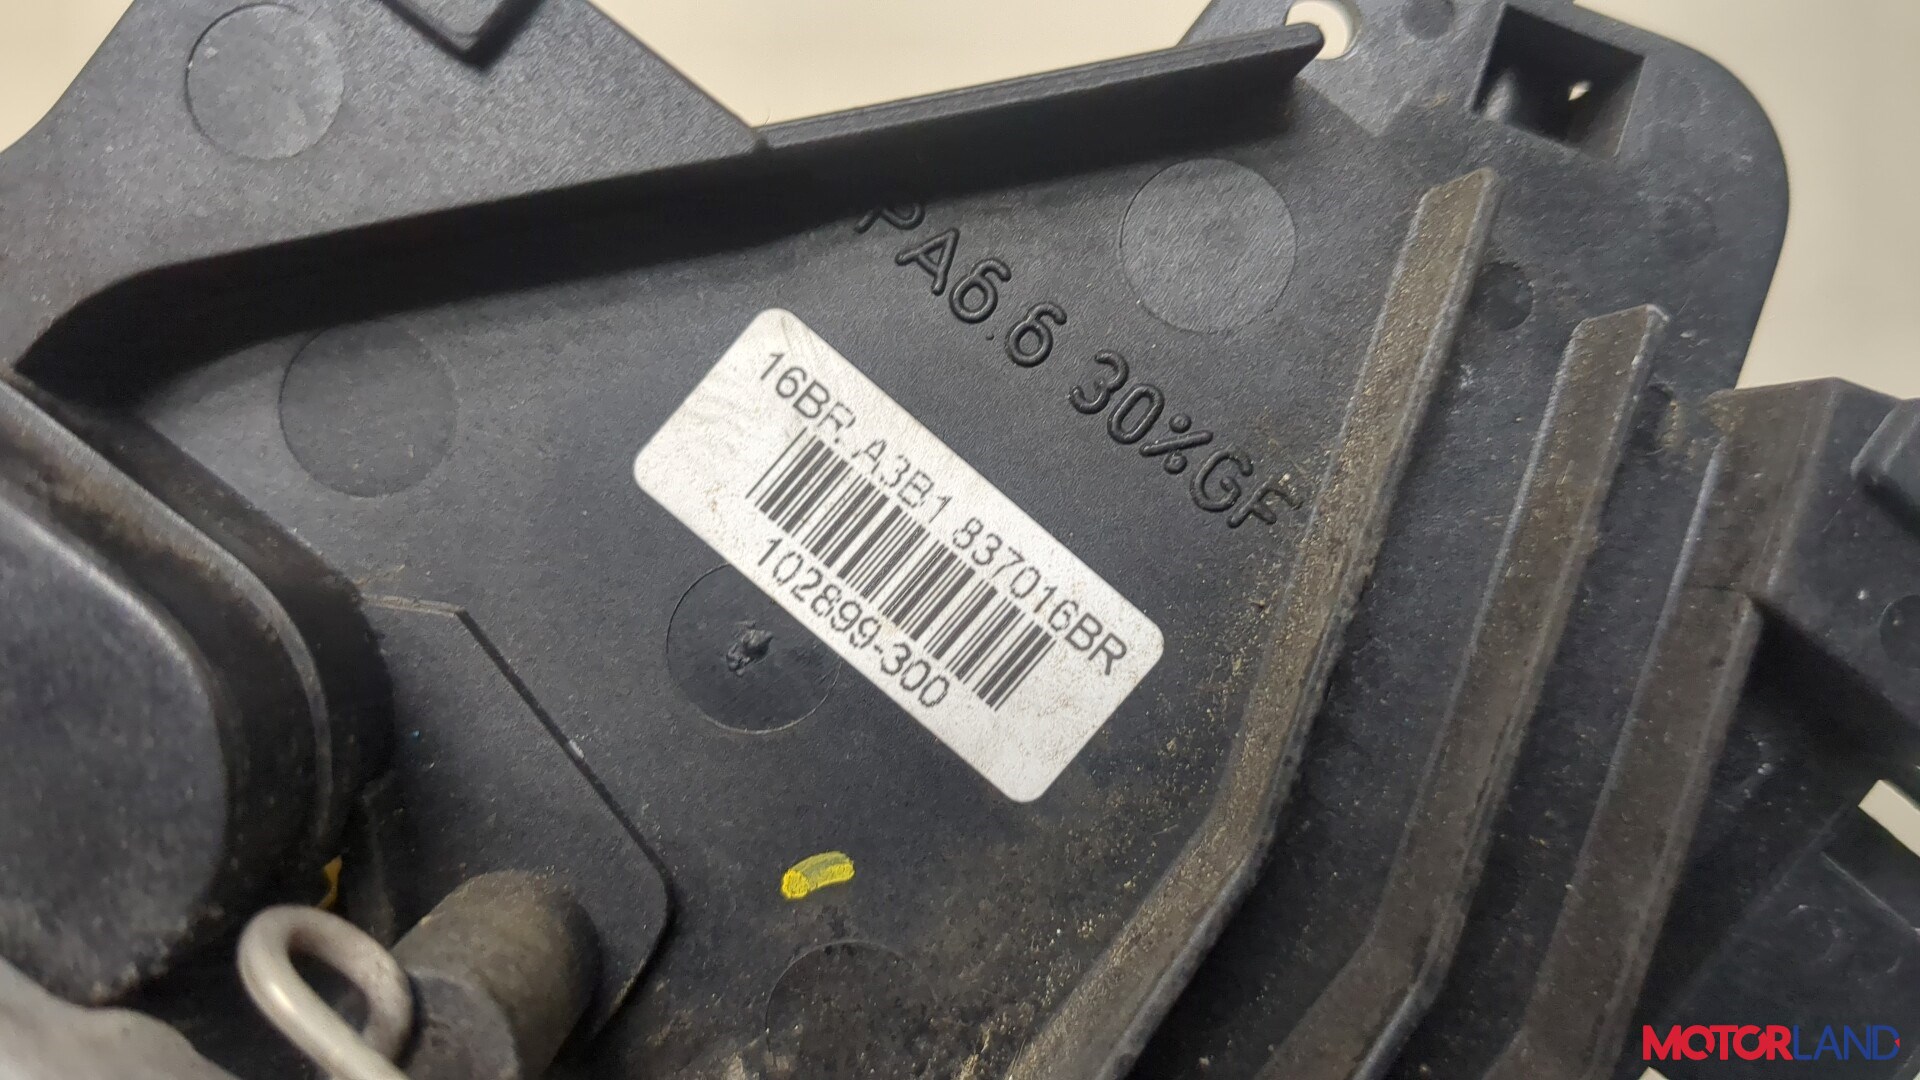 PA6.6 30%GF
16BR A3B1 837016BR
102899-300
MOTORLAND